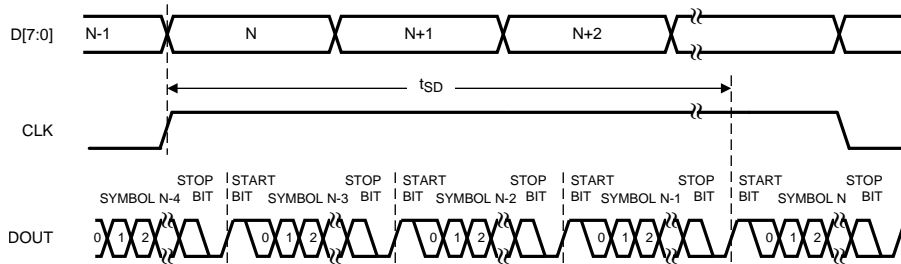 D[7:0] N-1 N N+1 N+2
tSD
CLK
STOP START STOP START STOP START STOP START STOP
BIT BIT BIT BIT BIT BIT BIT BIT BIT
SYMBOL N-4 SYMBOL N-3 SYMBOL N-2 SYMBOL N-1 SYMBOL N
DOUT 0 1 2 0 1 2 0 1 2 0 1 2 0 1 2